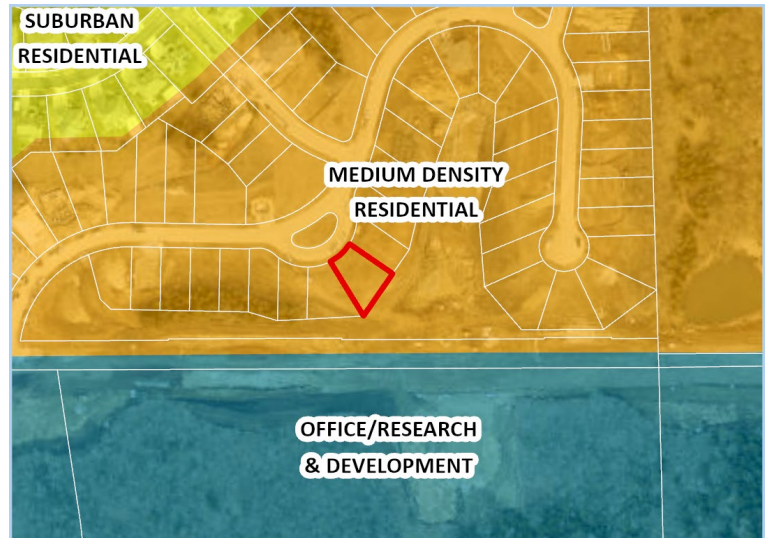 SUBURBAN
RESIDENTIAL
MEDIUM DENSITY
RESIDENTIAL
OFFICE/RESEARCH
& DEVELOPMENT